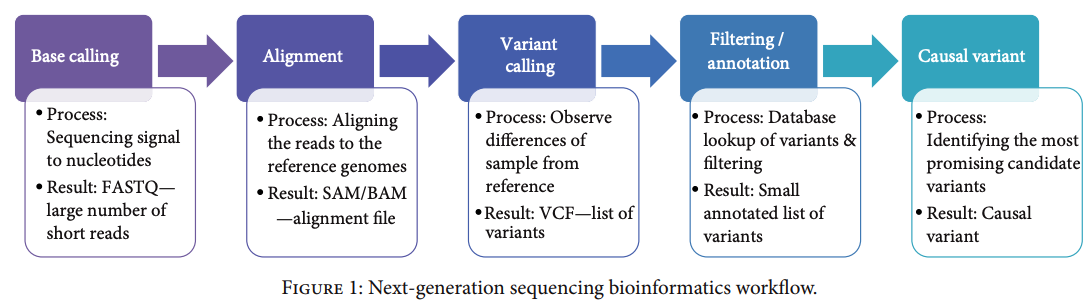 Base calling
• Process:
Sequencing signal
to nucleotides
• Result: FASTQ—
large number of
short reads
Alignment
• Process: Aligning
the reads to the
reference genomes
• Result: SAM/BAM
—alignment file
Variant
calling
• Process: Observe
differences of
sample from
reference
• Result: VCF—list of
variants
Filtering /
annotation
• Process: Database
lookup of variants &
filtering
• Result: Small
annotated list of
variants
Causal variant
• Process:
Identifying the most
promising candidate
variants
• Result: Causal
variant
FIGURE 1: Next-generation sequencing bioinformatics workflow.